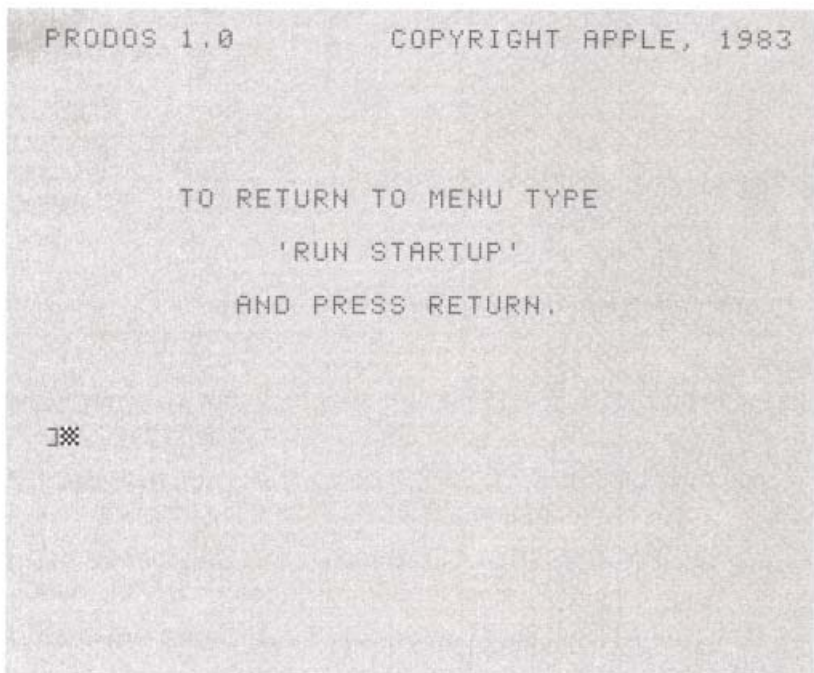 PRODOS 1.0 COPYRIGHT APPLE, 1983
TO RETURN TO MENU TYPE
'RUN STARTUP'
AND PRESS RETURN.
]